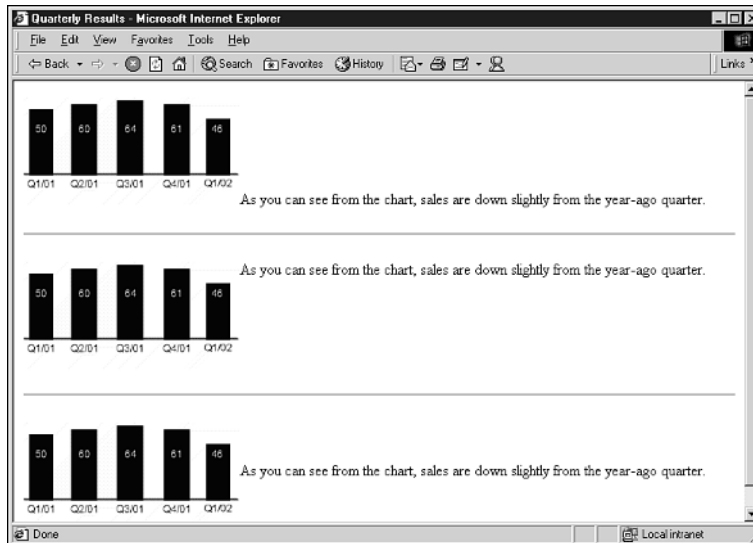 Quarterly Results - Microsoft Internet Explorer
File Edit View Favorites Tools Help
Back Search Favorites History Links
50 60 64 61 46
Q1/01 Q2/01 Q3/01 Q4/01 Q1/02
As you can see from the chart, sales are down slightly from the year-ago quarter.
As you can see from the chart, sales are down slightly from the year-ago quarter.
50 60 64 61 46
Q1/01 Q2/01 Q3/01 Q4/01 Q1/02
50 60 64 61 46
As you can see from the chart, sales are down slightly from the year-ago quarter.
Q1/01 Q2/01 Q3/01 Q4/01 Q1/02
Done Local intranet